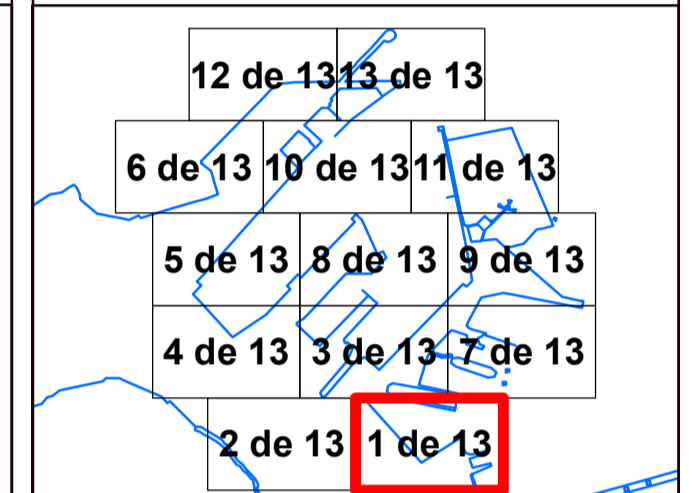 12 de 13 13 de 13
6 de 13 10 de 13 11 de 13
5 de 13 8 de 13 9 de 13
4 de 13 3 de 13 7 de 13
2 de 13 1 de 13